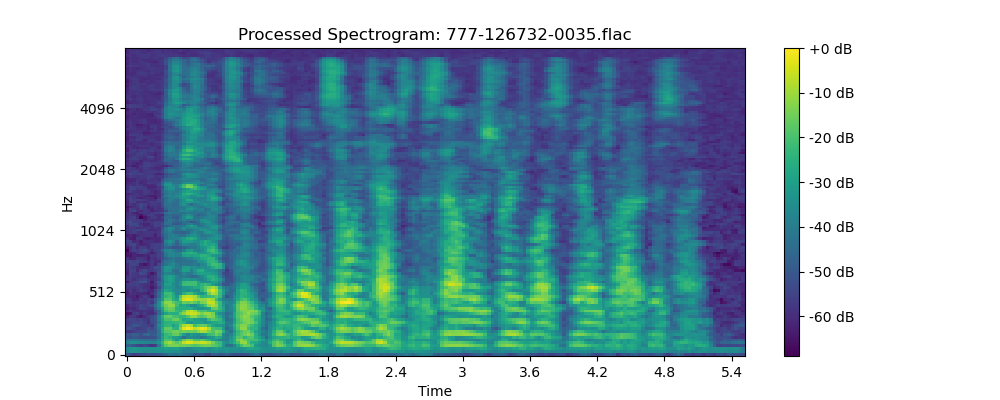 Processed Spectrogram: 777-126732-0035.flac
Hz
4096
2048
1024
512
0
0 0.6 1.2 1.8 2.4 3 3.6 4.2 4.8 5.4
Time
+0 dB
-10 dB
-20 dB
-30 dB
-40 dB
-50 dB
-60 dB